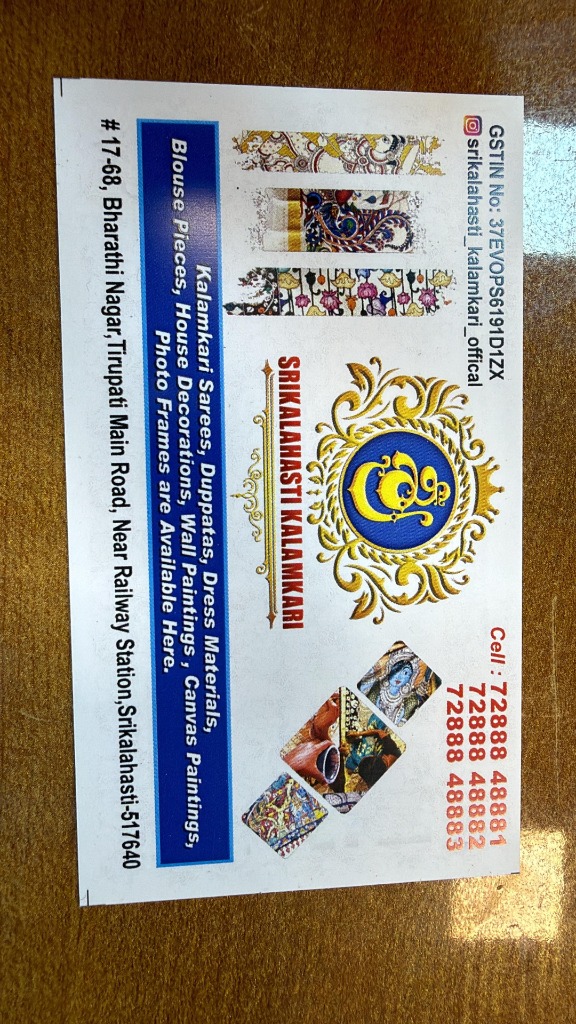 GSTIN No: 37EVOPS6191D1ZX
srikalahasti_kalamkari_offical
Cell : 72888 48881
72888 48882
72888 48883
SRIKALAHASTI KALAMKARI
Kalamkari Sarees, Duppatas, Dress Materials,
Blouse Pieces, House Decorations, Wall Paintings , Canvas Paintings,
Photo Frames are Available Here.
# 17-68, Bharathi Nagar,Tirupati Main Road, Near Railway Station,Srikalahasti-517640